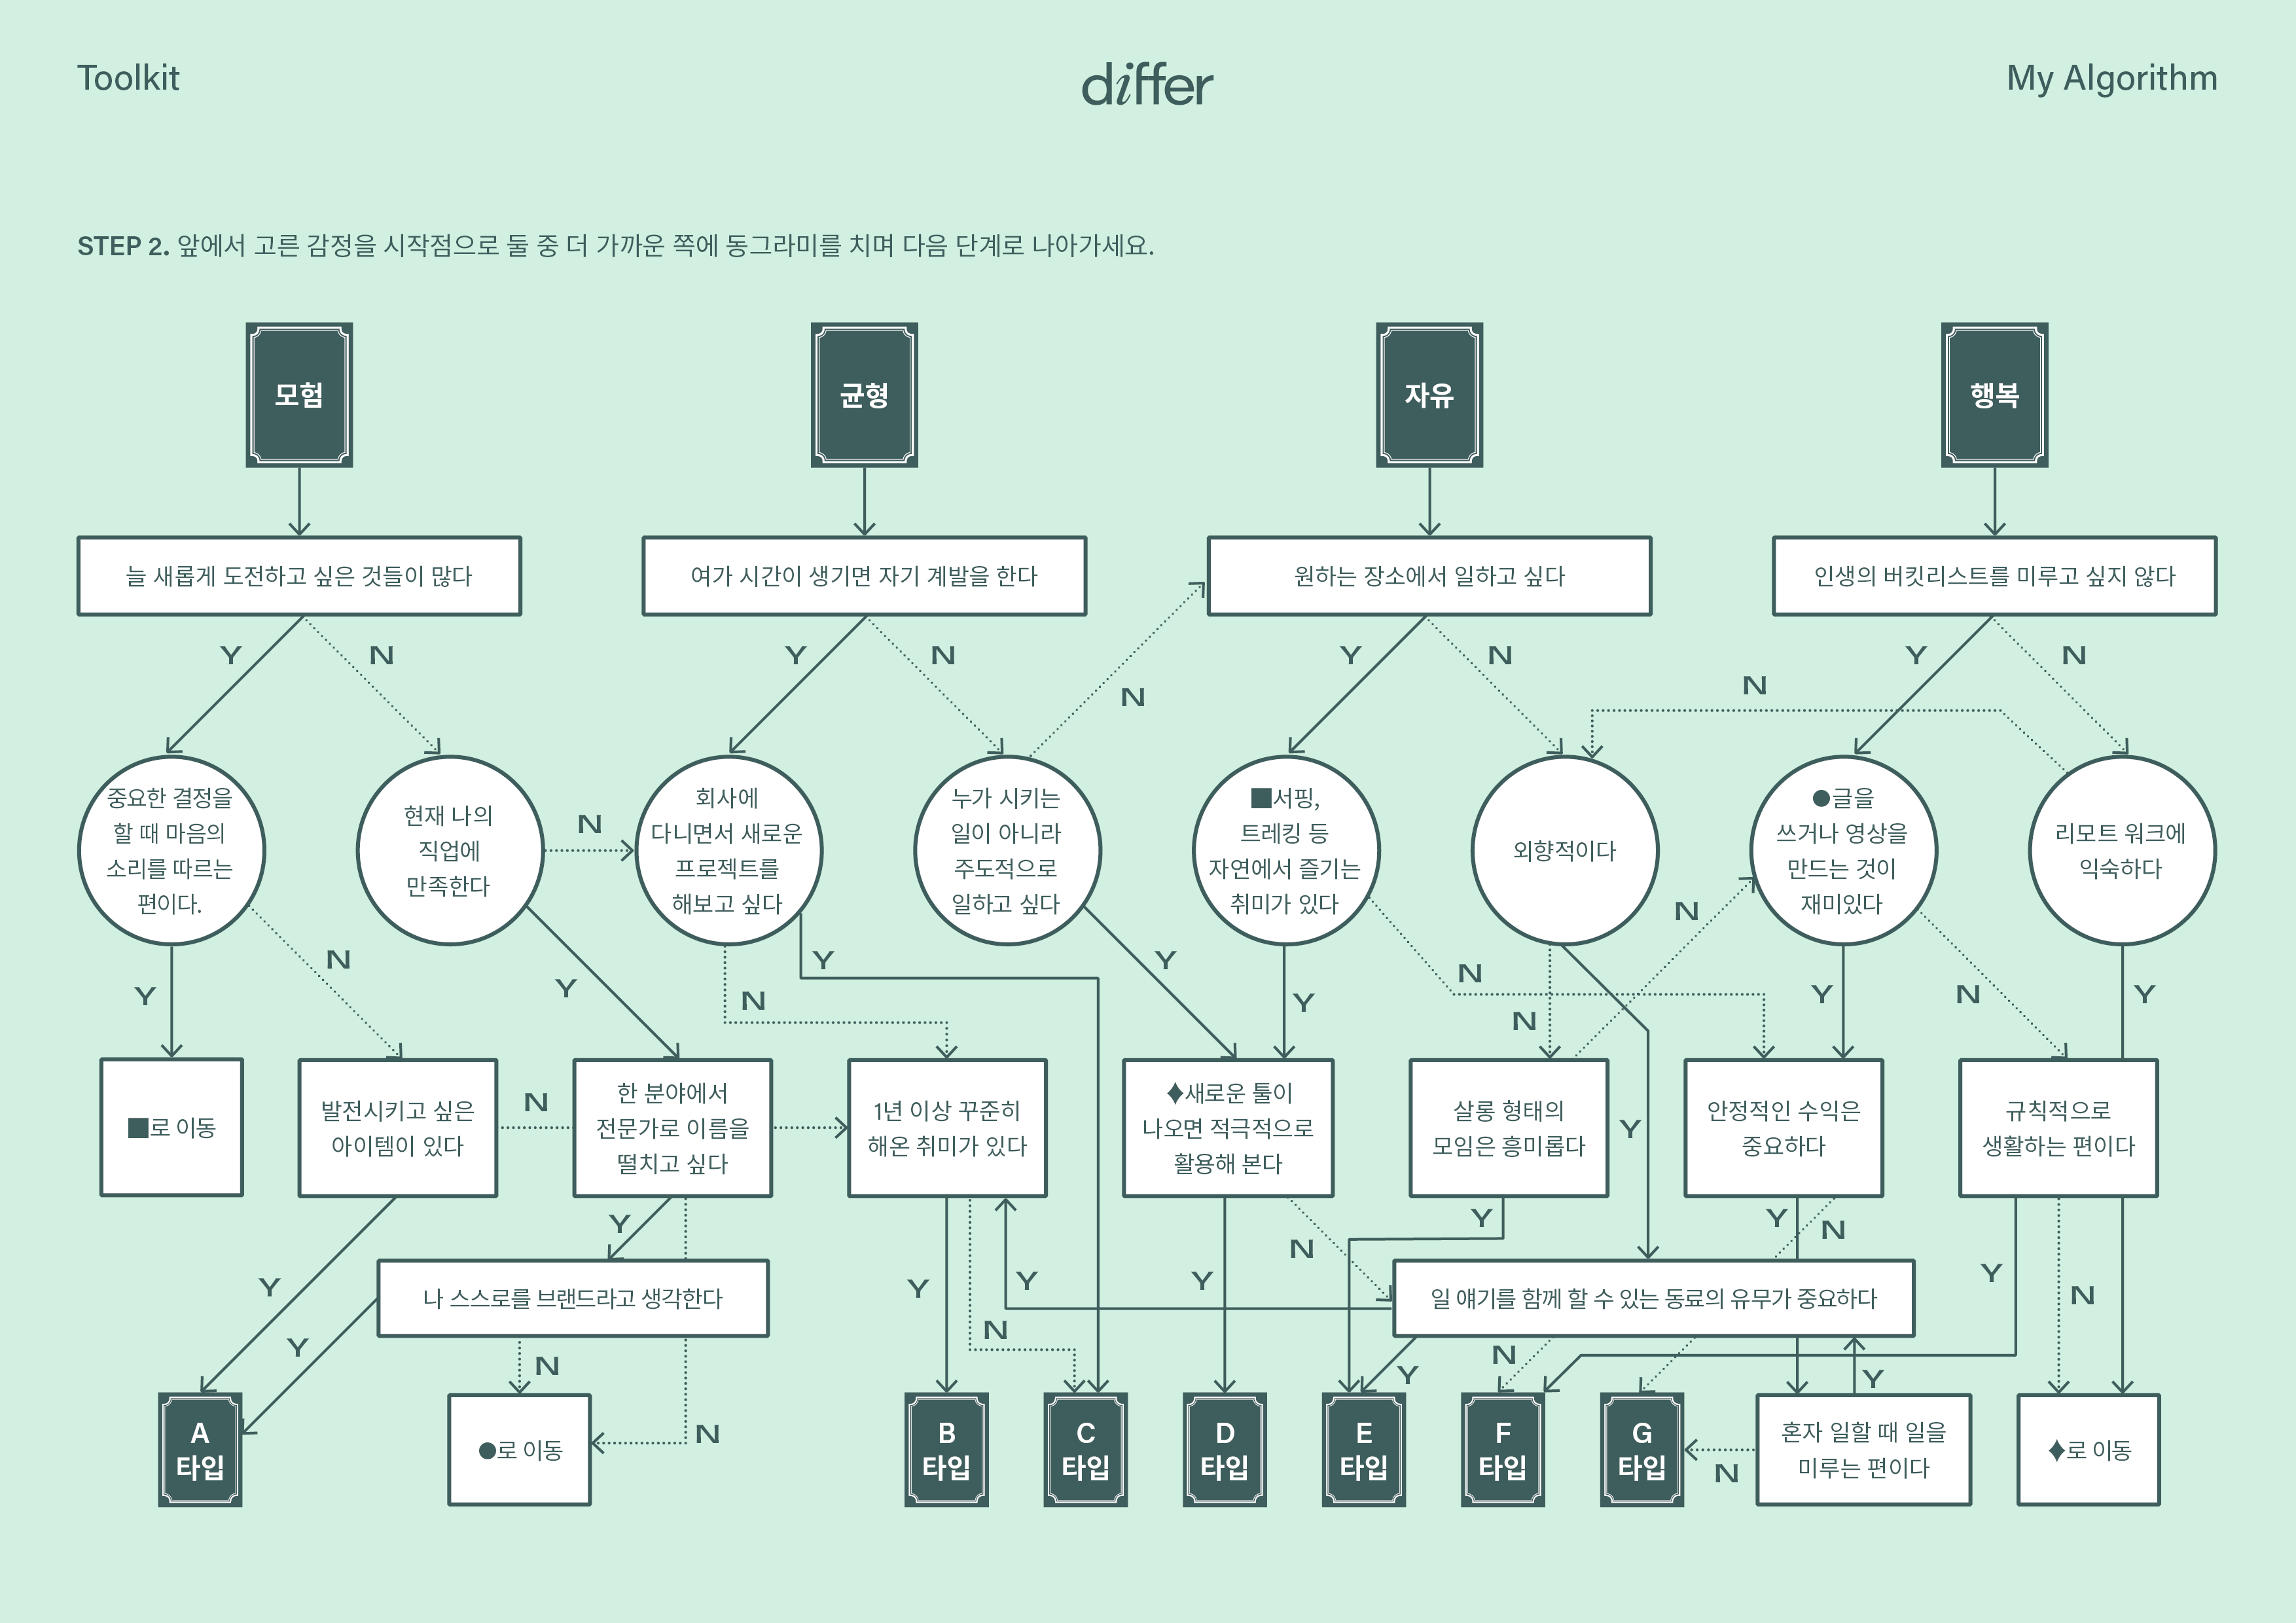 Toolkit
differ
My Algorithm
STEP 2. 앞에서 고른 감정을 시작점으로 둘 중 더 가까운 쪽에 동그라미를 치며 다음 단계로 나아가세요.
모험
균형
자유
행복
늘 새롭게 도전하고 싶은 것들이 많다
여가 시간이 생기면 자기 계발을 한다
원하는 장소에서 일하고 싶다
인생의 버킷리스트를 미루고 싶지 않다
Y
N
Y
N
N
Y
N
N
Y
N
중요한 결정을
할 때 마음의
소리를 따르는
편이다.
현재 나의
직업에
만족한다
N
회사에
다니면서 새로운
프로젝트를
해보고 싶다
누가 시키는
일이 아니라
주도적으로
일하고 싶다
■서핑,
트레킹 등
자연에서 즐기는
취미가 있다
외향적이다
N
●글을
쓰거나 영상을
만드는 것이
재미있다
리모트 워크에
익숙하다
Y
N
Y
N
Y
Y
Y
N
N
Y
N
Y
■로 이동
발전시키고 싶은
아이템이 있다
N
한 분야에서
전문가로 이름을
떨치고 싶다
1년 이상 꾸준히
해온 취미가 있다
♦새로운 툴이
나오면 적극적으로
활용해 본다
살롱 형태의
모임은 흥미롭다
Y
안정적인 수익은
중요하다
규칙적으로
생활하는 편이다
Y
Y
N
Y
N
Y
Y
N
Y
Y
N
나 스스로를 브랜드라고 생각한다
일 얘기를 함께 할 수 있는 동료의 유무가 중요하다
Y
N
N
Y
N
Y
A
타입
●로 이동
N
B
타입
C
타입
D
타입
E
타입
F
타입
G
타입
N
혼자 일할 때 일을
미루는 편이다
♦로 이동